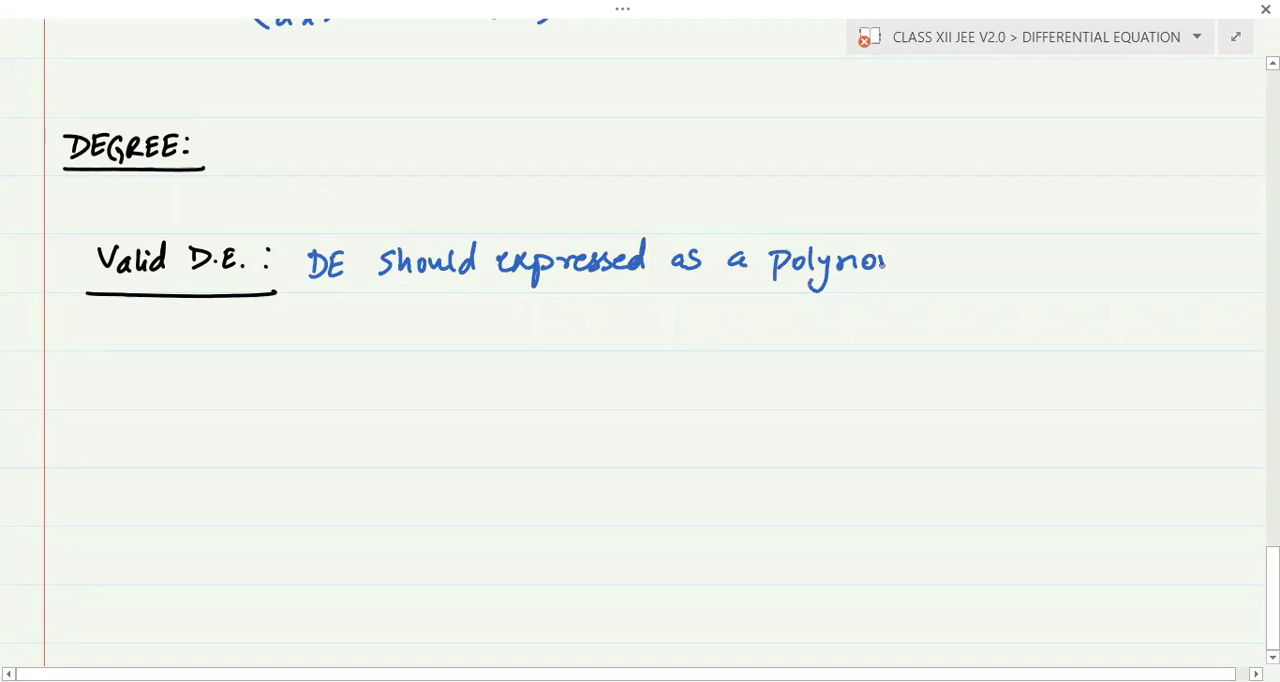 CLASS XII JEE V2.0 > DIFFERENTIAL EQUATION
DEGREE:
Valid D.E. : DE should expressed as a polyno